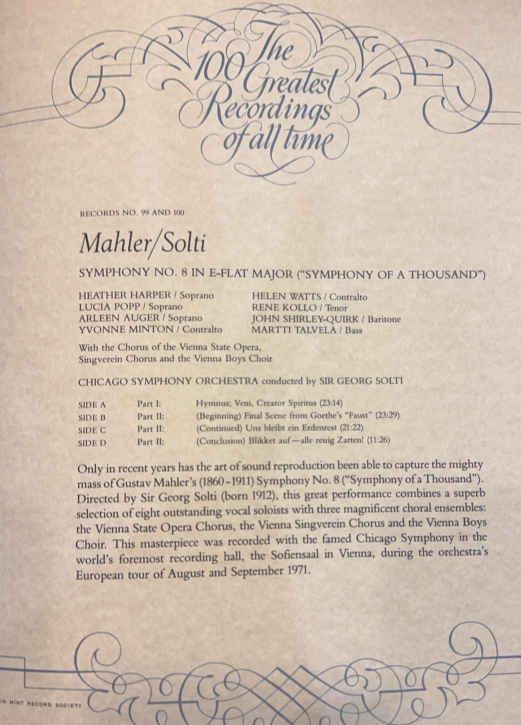 The
100 Greatest
Recordings
of all time
RECORDS NO. 99 AND 100
Mahler/Solti
SYMPHONY NO. 8 IN E-FLAT MAJOR ("SYMPHONY OF A THOUSAND")
HEATHER HARPER / Soprano
LUCIA POPP / Soprano
ARLEEN AUGER / Soprano
YVONNE MINTON / Contralto
HELEN WATTS / Contralto
RENE KOLLO / Tenor
JOHN SHIRLEY-QUIRK / Baritone
MARTTI TALVELA / Bass
With the Chorus of the Vienna State Opera,
Singverein Chorus and the Vienna Boys Choir
CHICAGO SYMPHONY ORCHESTRA conducted by SIR GEORG SOLTI
SIDE A Part I: Hymnus; Veni, Creator Spiritus (23:14)
SIDE B Part II: (Beginning) Final Scene from Goethe's "Faust" (23:29)
SIDE C Part II: (Continued) Uns bleibt ein Erdenrest (21:22)
SIDE D Part II: (Conclusion) Blikket auf—alle reuig Zarten! (11:26)
Only in recent years has the art of sound reproduction been able to capture the mighty
mass of Gustav Mahler's (1860-1911) Symphony No. 8 ("Symphony of a Thousand").
Directed by Sir Georg Solti (born 1912), this great performance combines a superb
selection of eight outstanding vocal soloists with three magnificent choral ensembles:
the Vienna State Opera Chorus, the Vienna Singverein Chorus and the Vienna Boys
Choir. This masterpiece was recorded with the famed Chicago Symphony in the
world's foremost recording hall, the Sofiensaal in Vienna, during the orchestra's
European tour of August and September 1971.
MINT RECORD SOCIETY